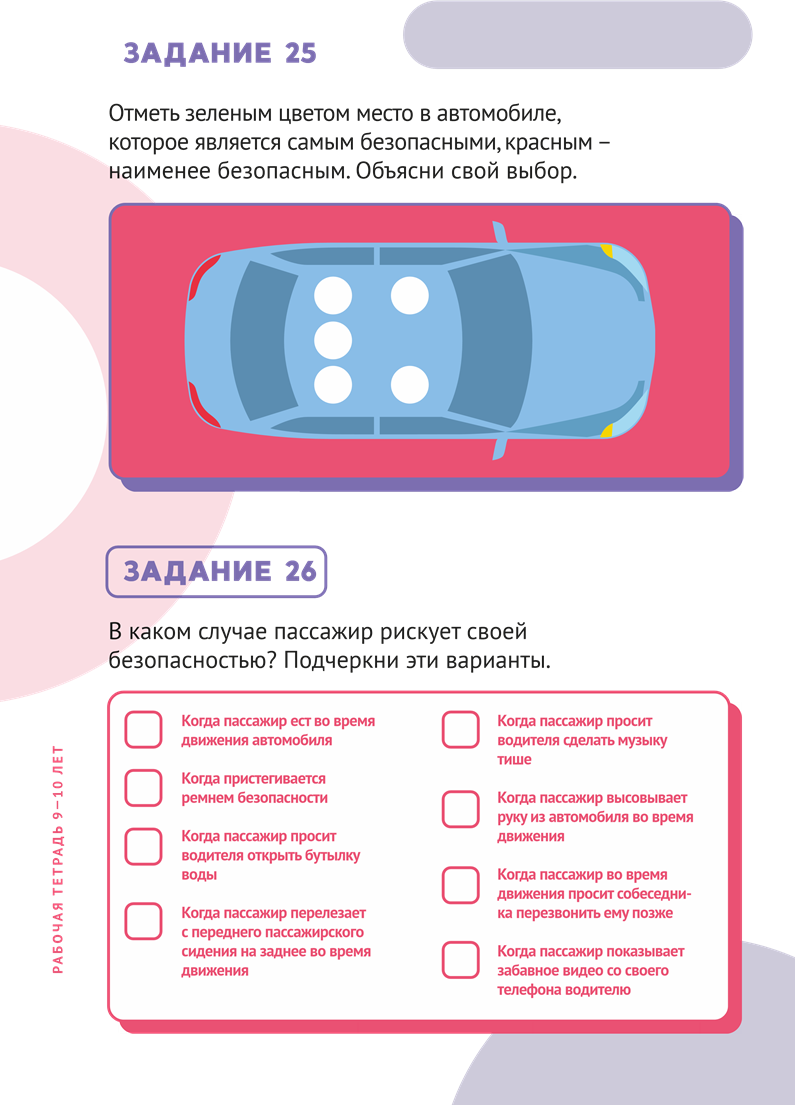 ЗАДАНИЕ 25
Отметь зеленым цветом место в автомобиле,
которое является самым безопасными, красным –
наименее безопасным. Объясни свой выбор.
ЗАДАНИЕ 26
В каком случае пассажир рискует своей
безопасностью? Подчеркни эти варианты.
Когда пассажир ест во время
движения автомобиля
Когда пристегивается
ремнем безопасности
Когда пассажир просит
водителя открыть бутылку
воды
Когда пассажир перелезает
с переднего пассажирского
сидения на заднее во время
движения
Когда пассажир просит
водителя сделать музыку
тише
Когда пассажир высовывает
руку из автомобиля во время
движения
Когда пассажир во время
движения просит собеседни-
ка перезвонить ему позже
Когда пассажир показывает
забавное видео со своего
телефона водителю
РАБОЧАЯ ТЕТРАДЬ 9–10 ЛЕТ